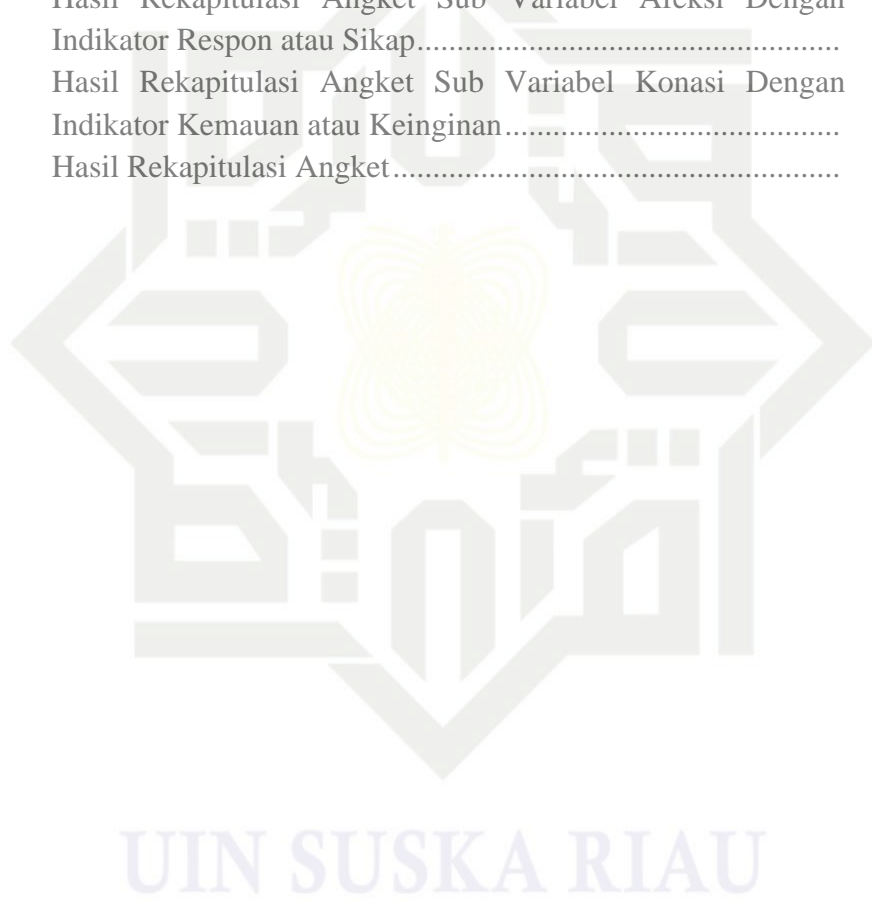 Hasil Rekapitulasi Angket Sub Variabel Afeksi Dengan
Indikator Respon atau Sikap....................................................
Hasil Rekapitulasi Angket Sub Variabel Konasi Dengan
Indikator Kemauan atau Keinginan.........................................
Hasil Rekapitulasi Angket.......................................................
UIN SUSKA RIAU